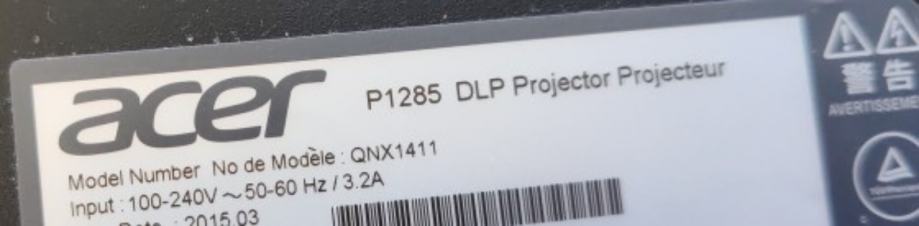 acer P1285 DLP Projector Projecteur
Model Number No de Modèle : QNX1411
Input : 100-240V ~ 50-60 Hz / 3.2A
Date : 2015.03
警告